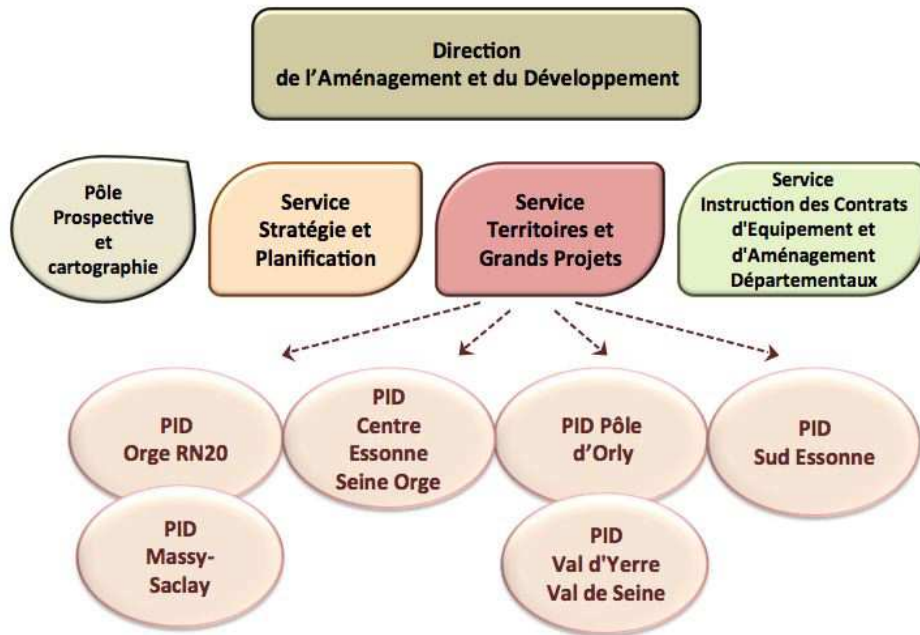 Direction
de l'Aménagement et du Développement
Pôle
Prospective
et
cartographie
Service
Stratégie et
Planification
Service
Territoires et
Grands Projets
Service
Instruction des Contrats
d'Equipement et
d'Aménagement
Départementaux
PID
Orge RN20
PID
Centre
Essonne
Seine Orge
PID Pôle
d'Orly
PID
Sud Essonne
PID
Massy-
Saclay
PID
Val d'Yerre
Val de Seine